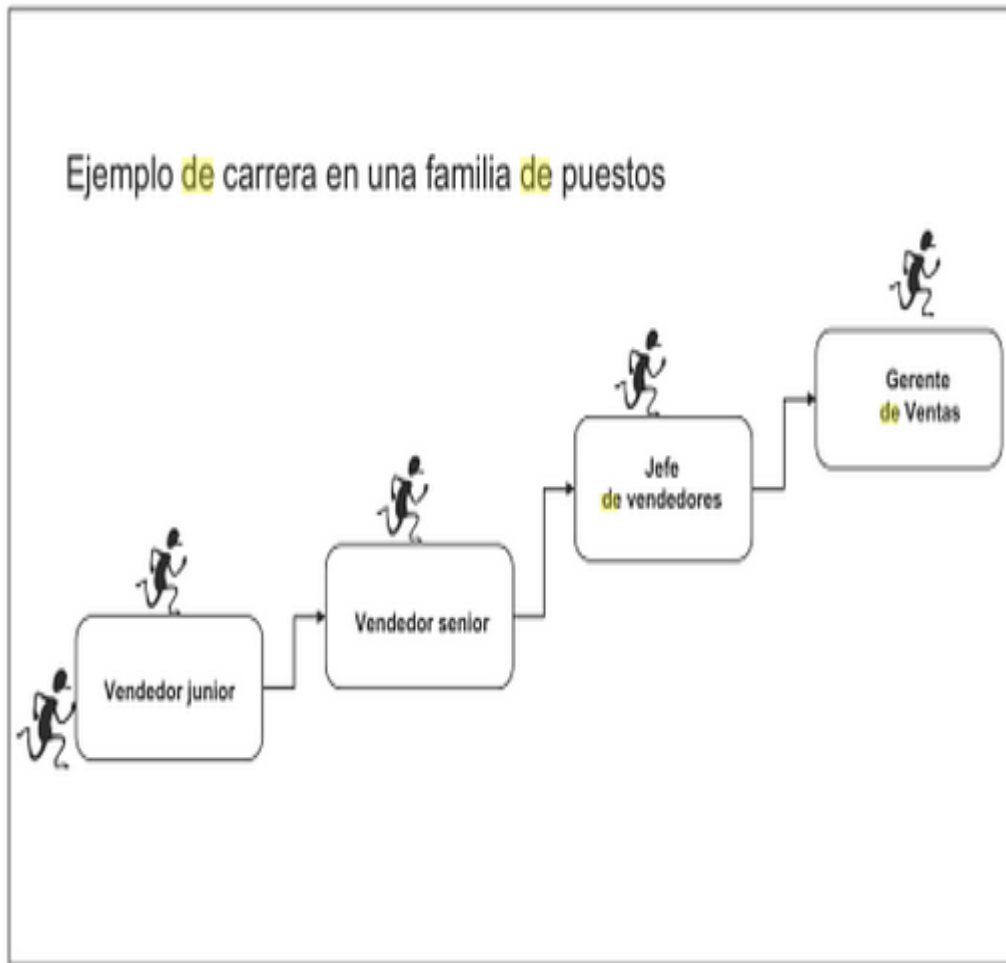 Ejemplo de carrera en una familia de puestos
Gerente
de Ventas
Jefe
de vendedores
Vendedor senior
Vendedor junior